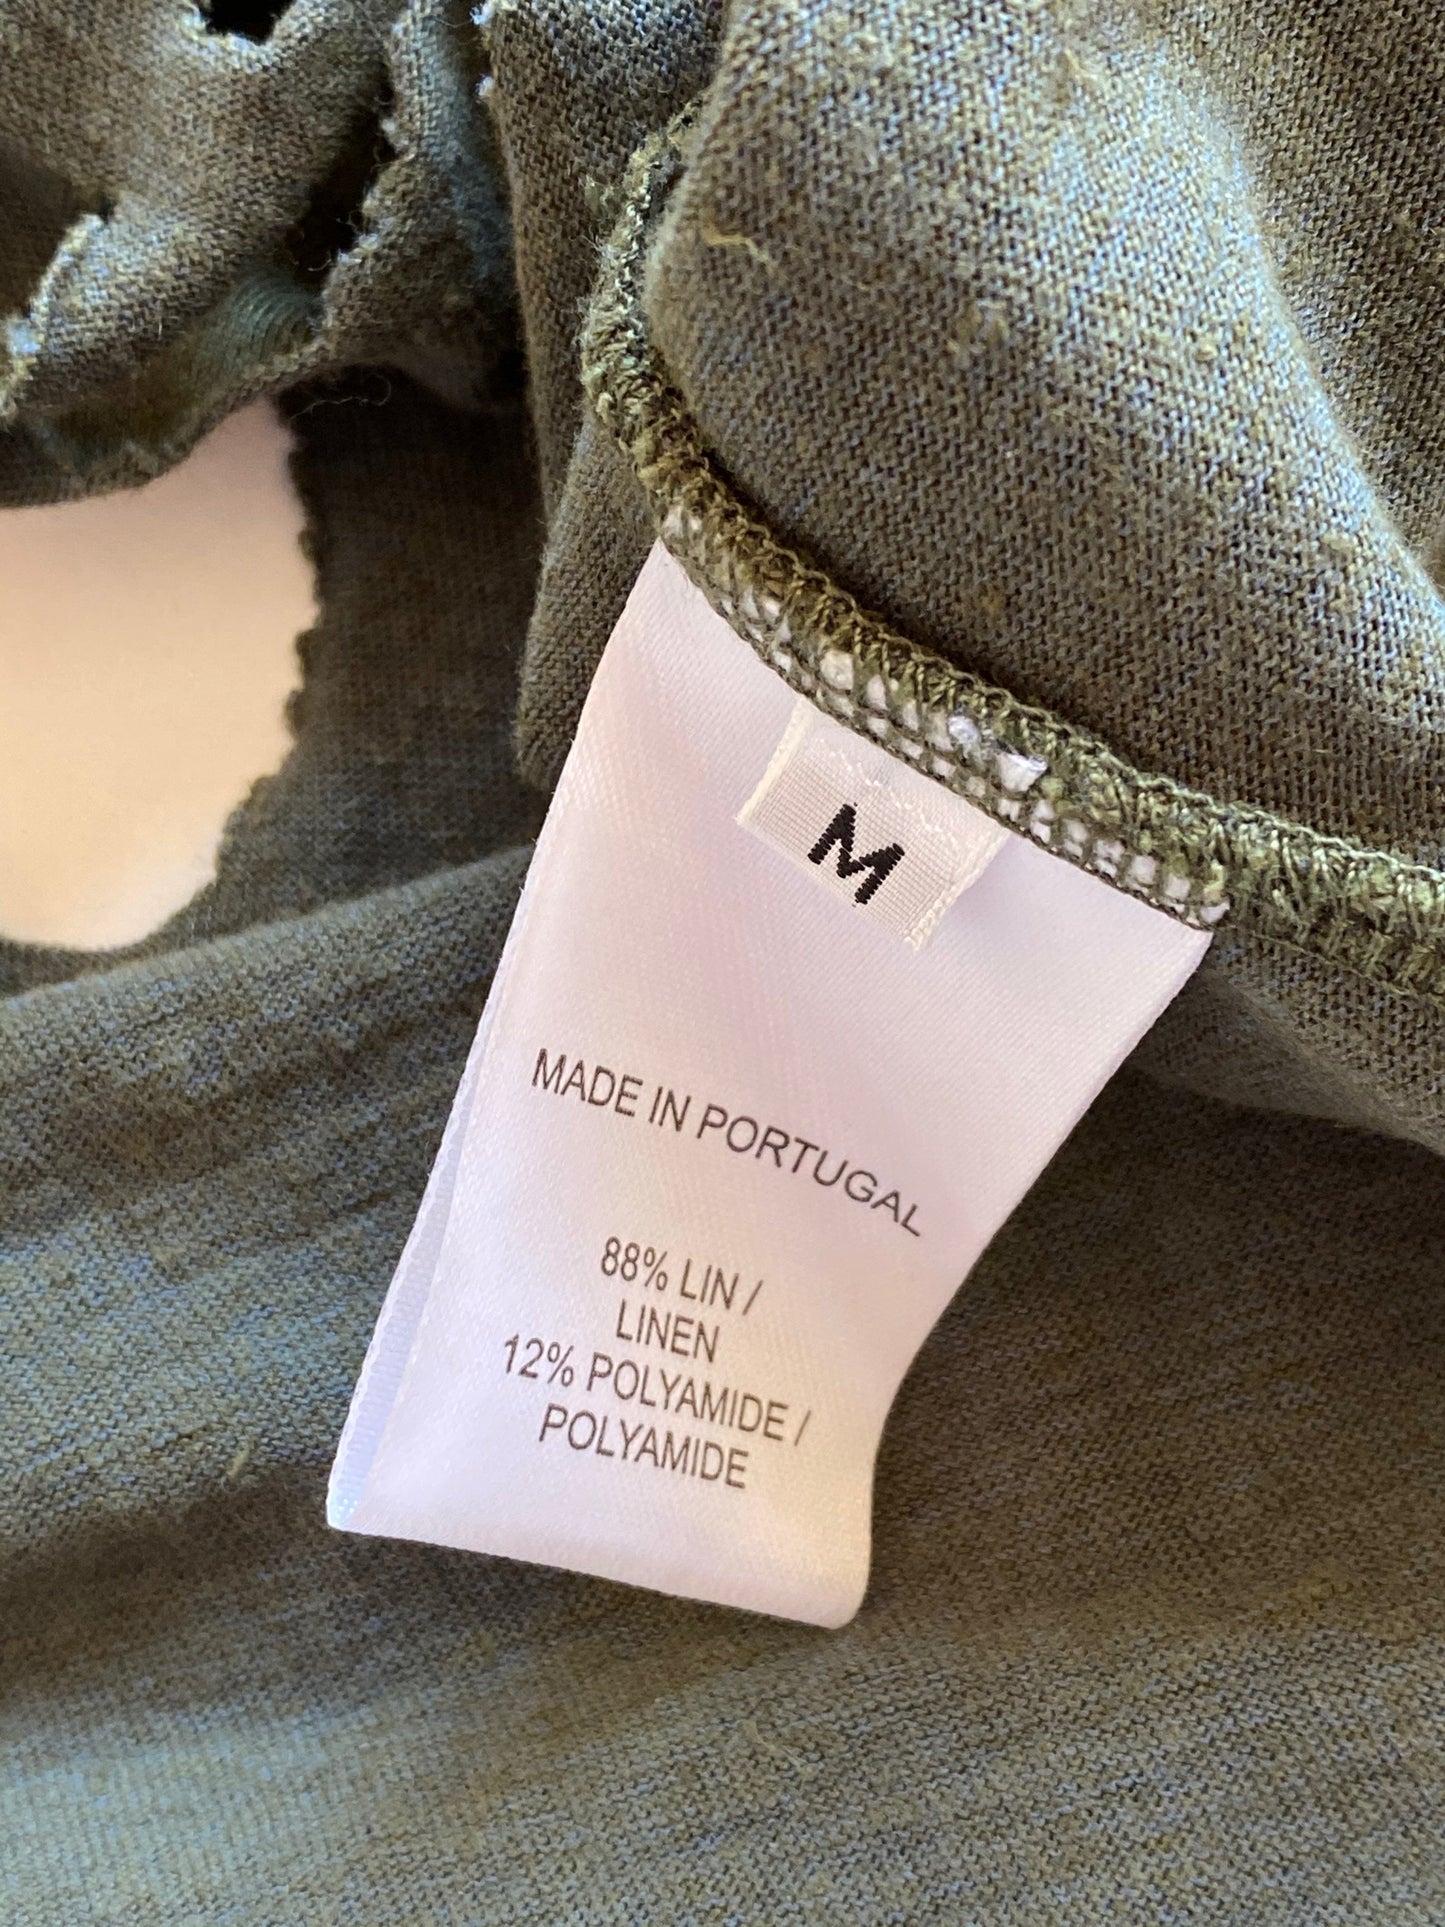 M
MADE IN PORTUGAL
88% LIN /
LINEN
12% POLYAMIDE /
POLYAMIDE